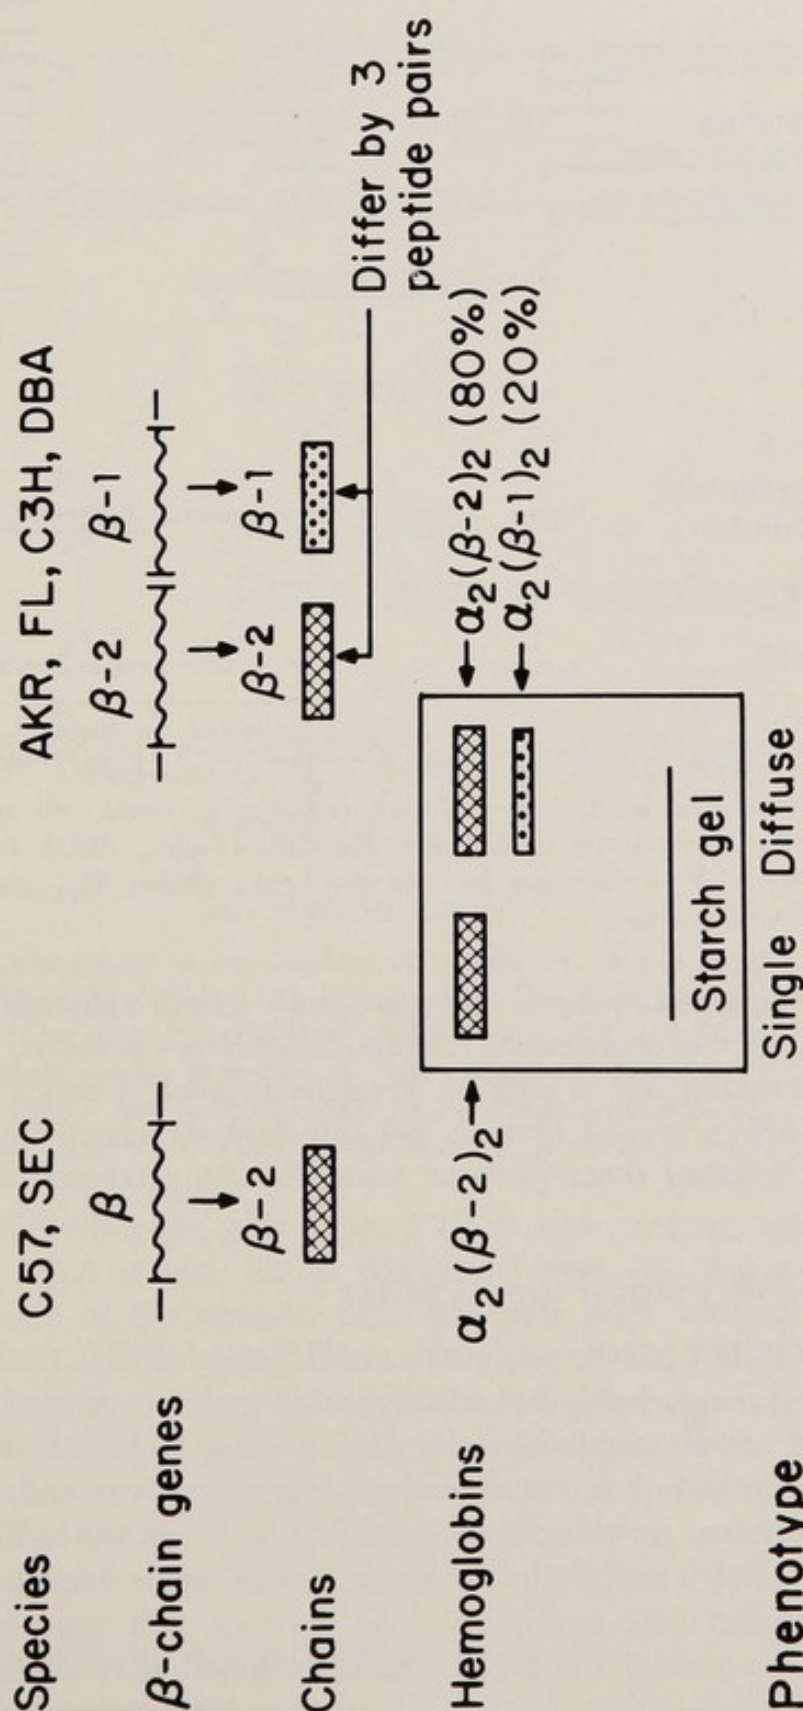 Species C57, SEC AKR, FL, C3H, DBA
β-chain genes β β-2 β-1
Chains β-2 β-2 β-1
Differ by 3
peptide pairs
Hemoglobins α2(β-2)2 α2(β-2)2 (80%)
α2(β-1)2 (20%)
Starch gel
Phenotype Single Diffuse